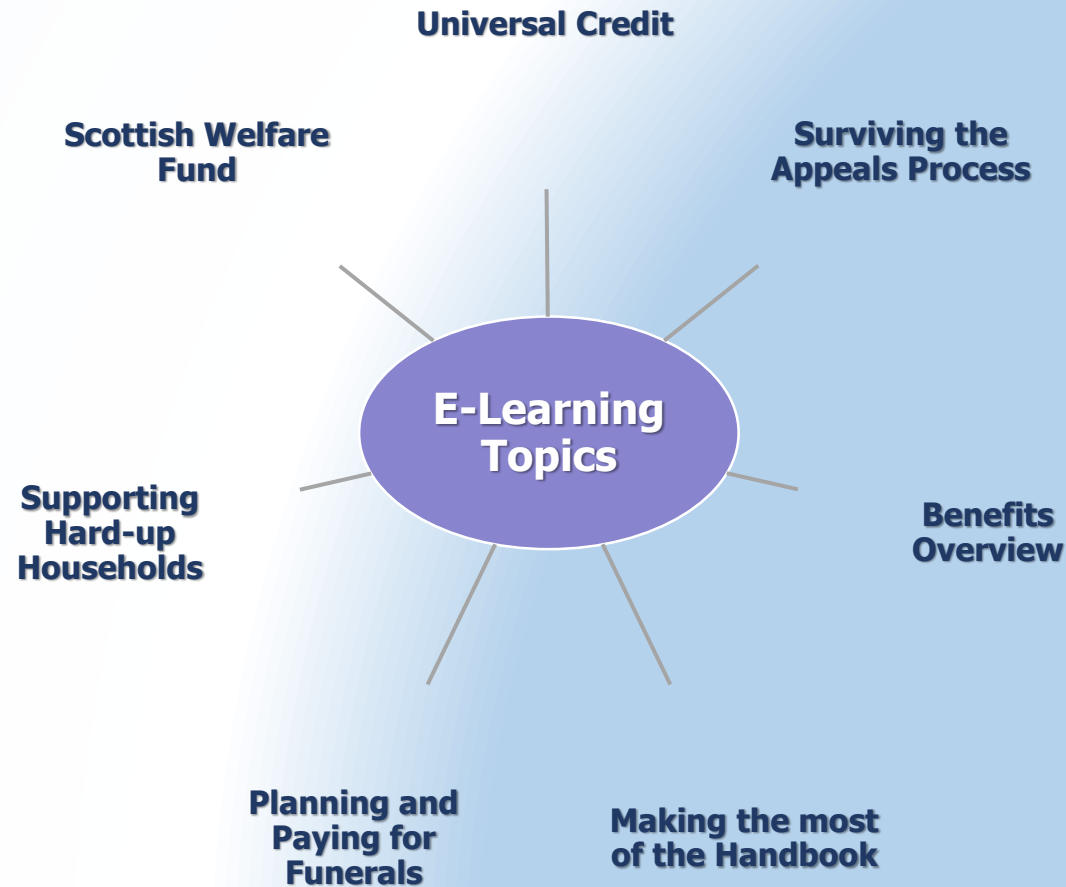 Universal Credit
Scottish Welfare
Fund
Surviving the
Appeals Process
E-Learning
Topics
Supporting
Hard-up
Households
Benefits
Overview
Planning and
Paying for
Funerals
Making the most
of the Handbook